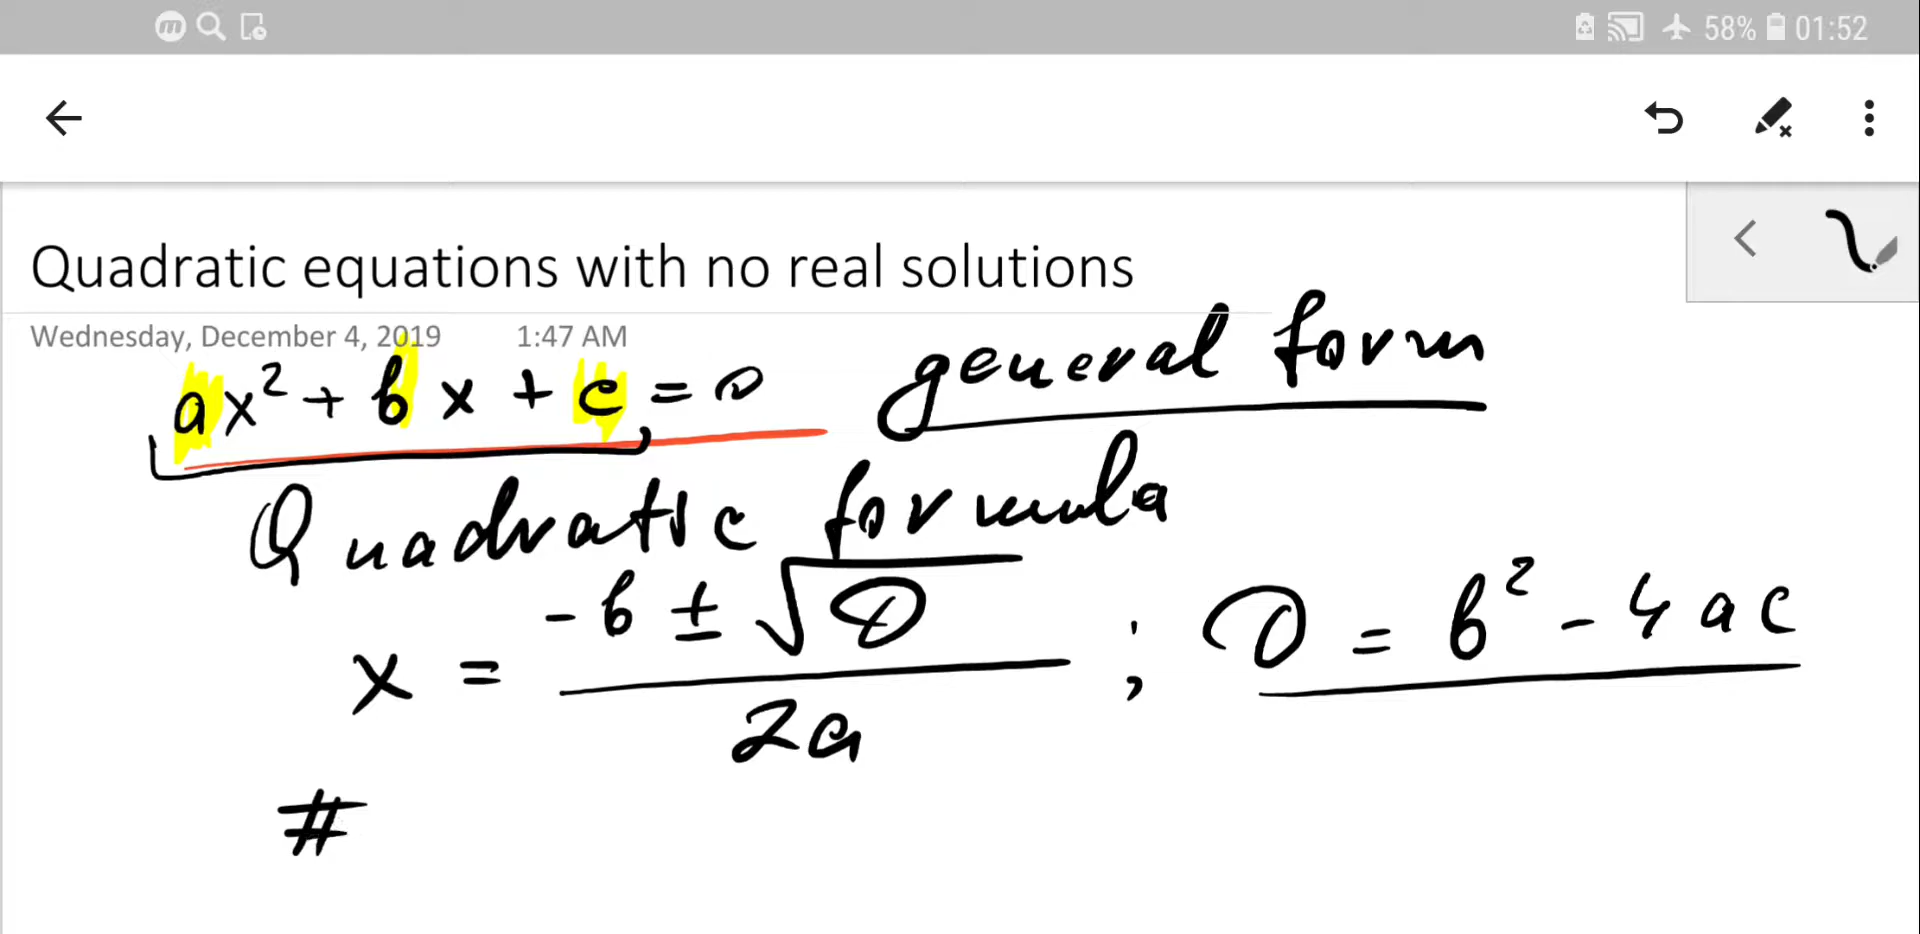 58% 01:52
Quadratic equations with no real solutions
Wednesday, December 4, 2019 1:47 AM
ax² + bx + c = 0 general form
Quadratic formula
x = (-b ± √D) / 2a ; D = b² - 4ac
#